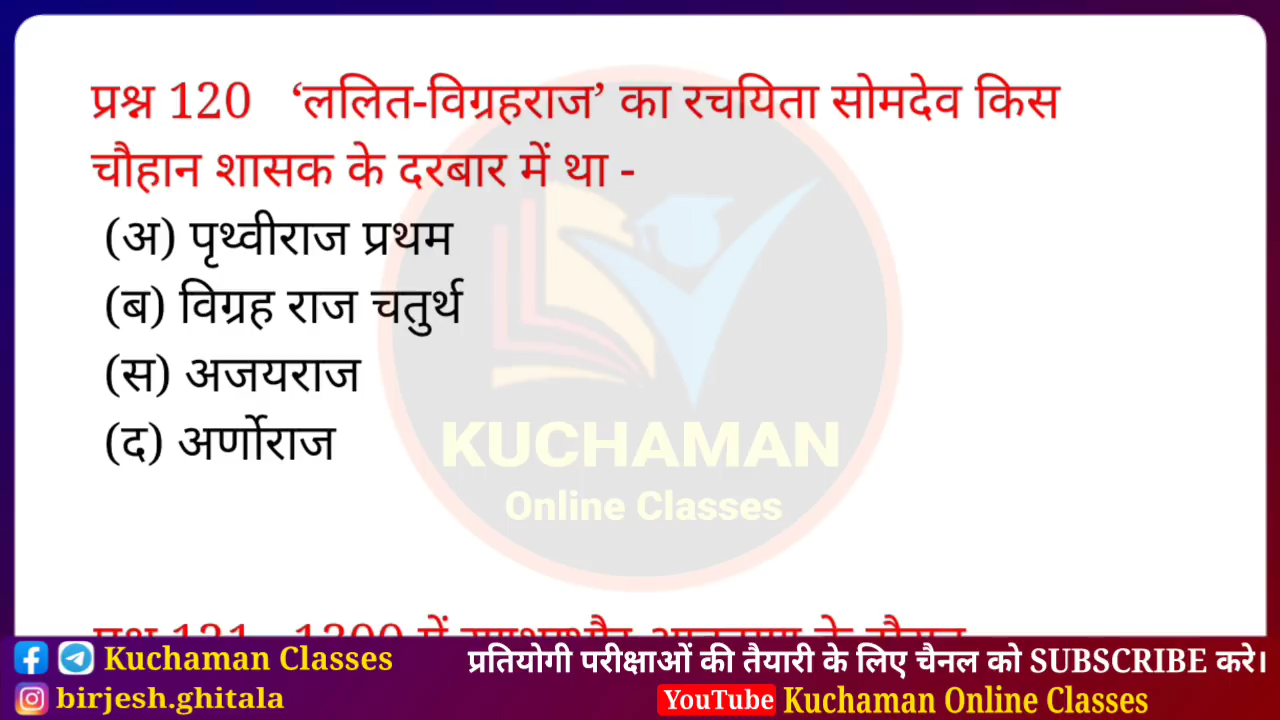 प्रश्न 120 ‘ललित-विग्रहराज’ का रचयिता सोमदेव किस
चौहान शासक के दरबार में था -
(अ) पृथ्वीराज प्रथम
(ब) विग्रह राज चतुर्थ
(स) अजयराज
(द) अर्णोराज
KUCHAMAN
Online Classes
Kuchaman Classes
प्रतियोगी परीक्षाओं की तैयारी के लिए चैनल को SUBSCRIBE करे।
birjesh.ghitala
YouTube Kuchaman Online Classes